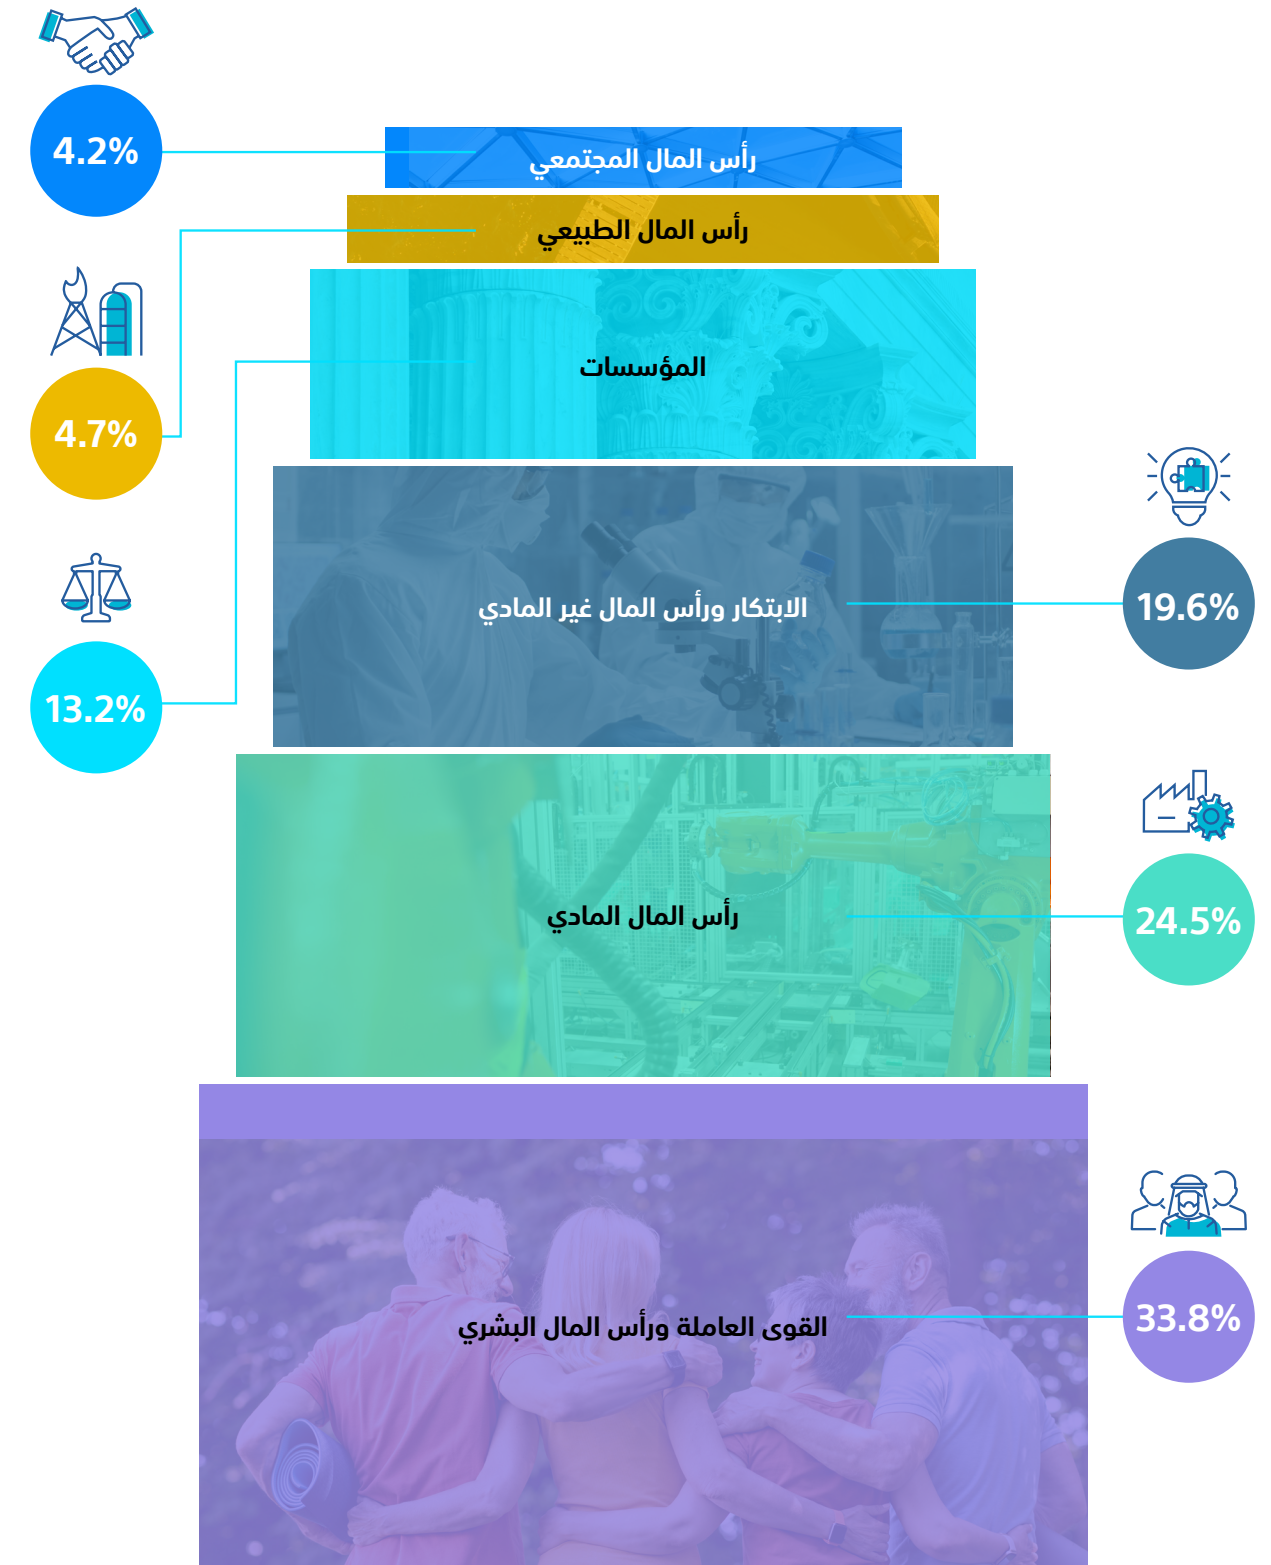 4.2%
رأس المال المجتمعي
رأس المال الطبيعي
4.7%
المؤسسات
13.2%
الابتكار ورأس المال غير المادي
19.6%
رأس المال المادي
24.5%
القوى العاملة ورأس المال البشري
33.8%